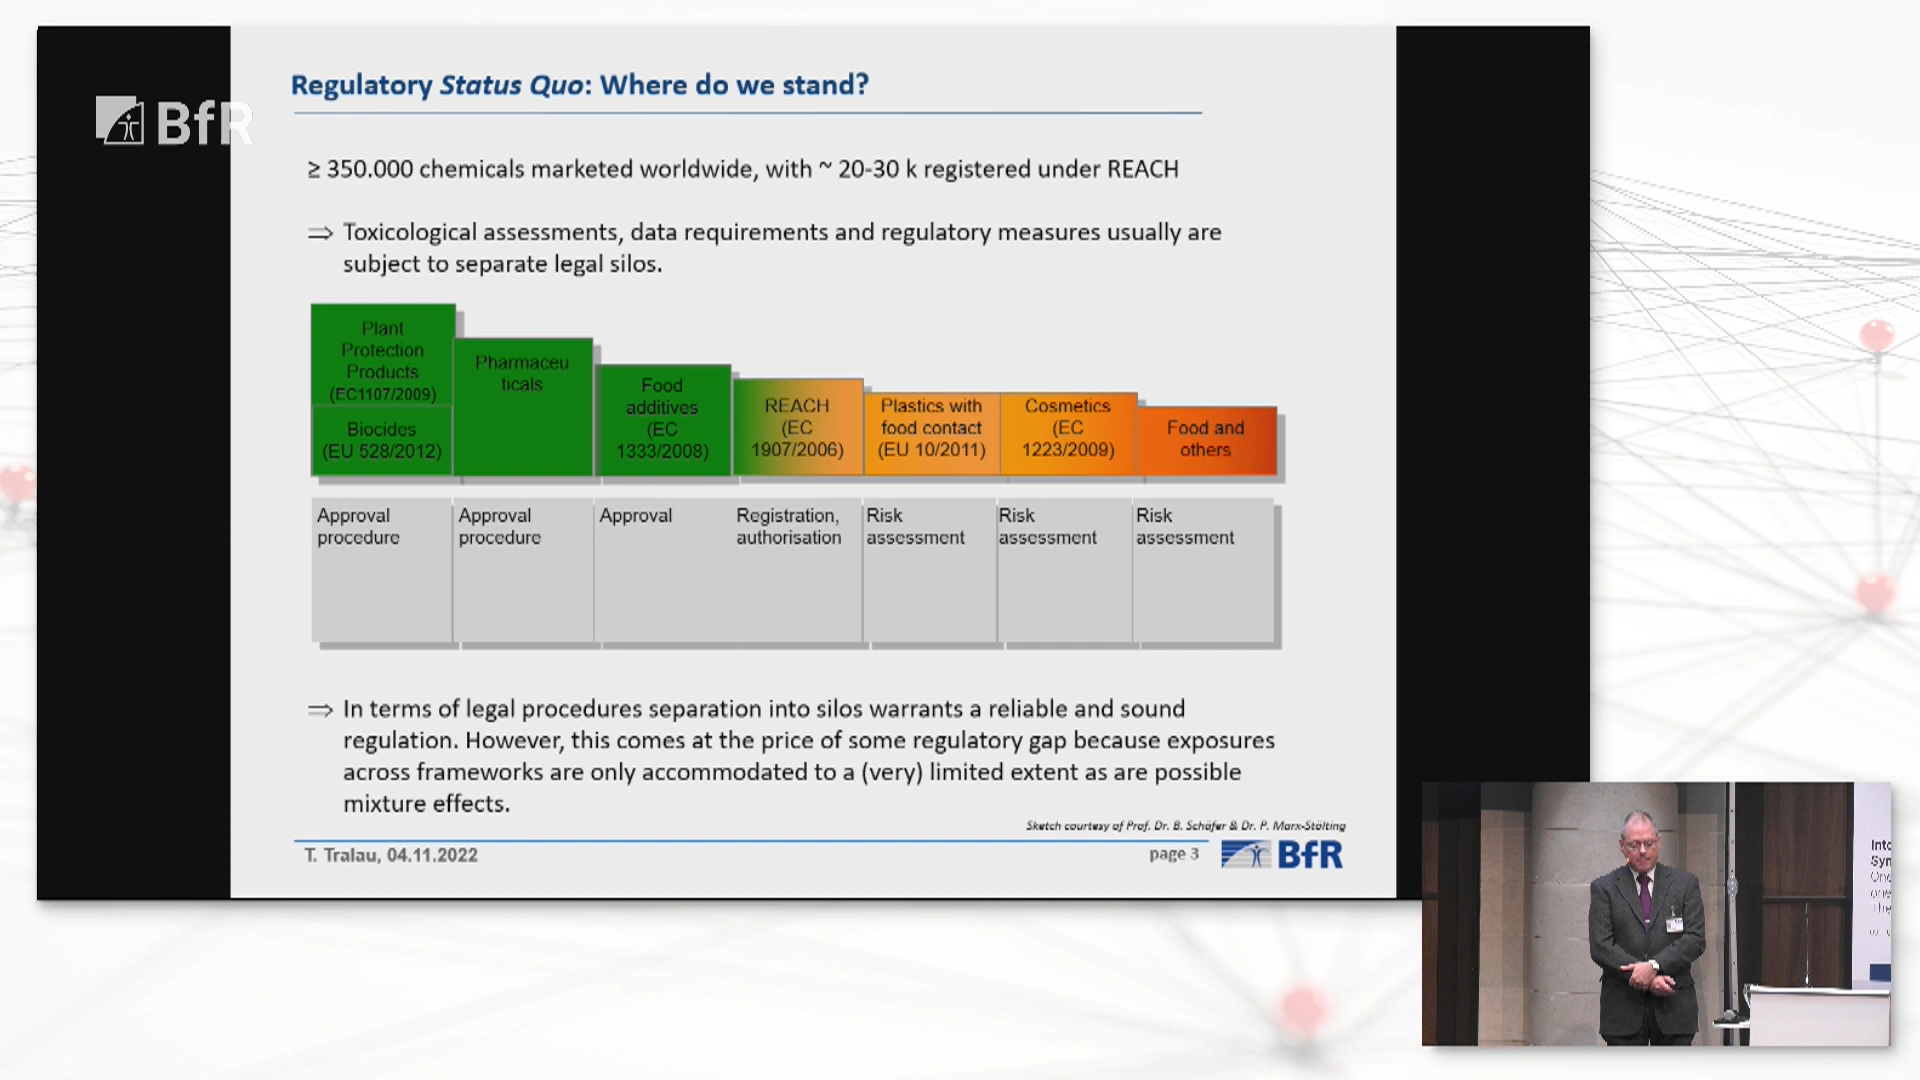 BfR
Regulatory Status Quo: Where do we stand?
≥ 350.000 chemicals marketed worldwide, with ~ 20-30 k registered under REACH
⇒ Toxicological assessments, data requirements and regulatory measures usually are
subject to separate legal silos.
Plant
Protection
Products
(EC1107/2009)
Biocides
(EU 528/2012)
Pharmaceu
ticals
Food
additives
(EC
1333/2008)
REACH
(EC
1907/2006)
Plastics with
food contact
(EU 10/2011)
Cosmetics
(EC
1223/2009)
Food and
others
Approval
procedure
Approval
procedure
Approval
Registration,
authorisation
Risk
assessment
Risk
assessment
Risk
assessment
⇒ In terms of legal procedures separation into silos warrants a reliable and sound
regulation. However, this comes at the price of some regulatory gap because exposures
across frameworks are only accommodated to a (very) limited extent as are possible
mixture effects.
Sketch courtesy of Prof. Dr. B. Schäfer & Dr. P. Marx-Stölting
T. Tralau, 04.11.2022
page 3
BfR